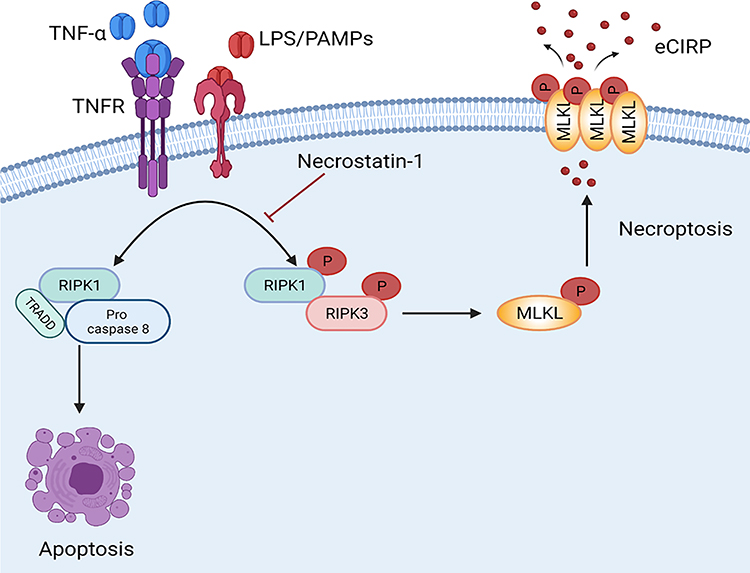 TNF-α
LPS/PAMPs
TNFR
eCIRP
P
P
P
MLKL
MLKL
MLKL
Necrostatin-1
Necroptosis
RIPK1
TRADD
Pro
caspase 8
P
RIPK1
P
RIPK3
P
MLKL
Apoptosis